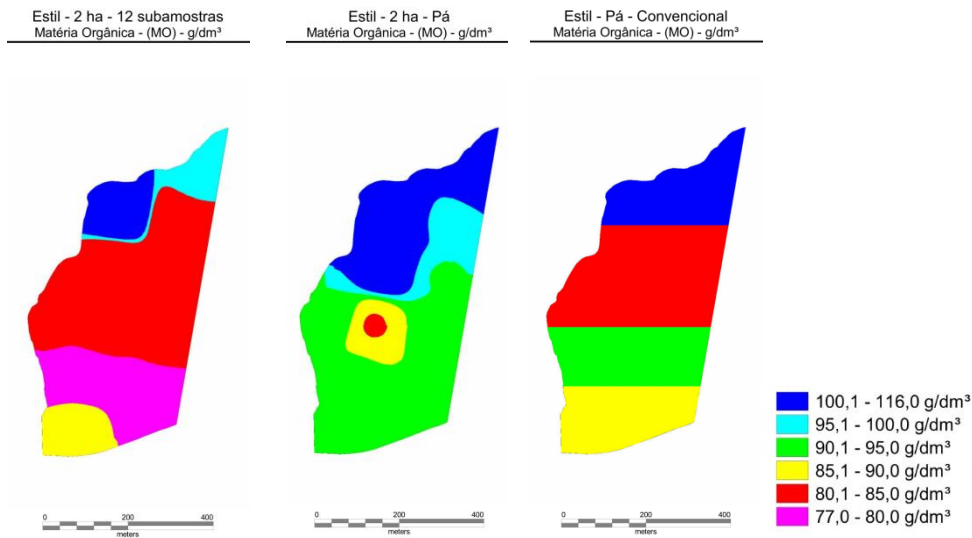 Estil - 2 ha - 12 subamostras
Matéria Orgânica - (MO) - g/dm³
Estil - 2 ha - Pá
Matéria Orgânica - (MO) - g/dm³
Estil - Pá - Convencional
Matéria Orgânica - (MO) - g/dm³
100,1 - 116,0 g/dm³
95,1 - 100,0 g/dm³
90,1 - 95,0 g/dm³
85,1 - 90,0 g/dm³
80,1 - 85,0 g/dm³
77,0 - 80,0 g/dm³
0 200 400
meters
0 200 400
meters
0 200 400
meters